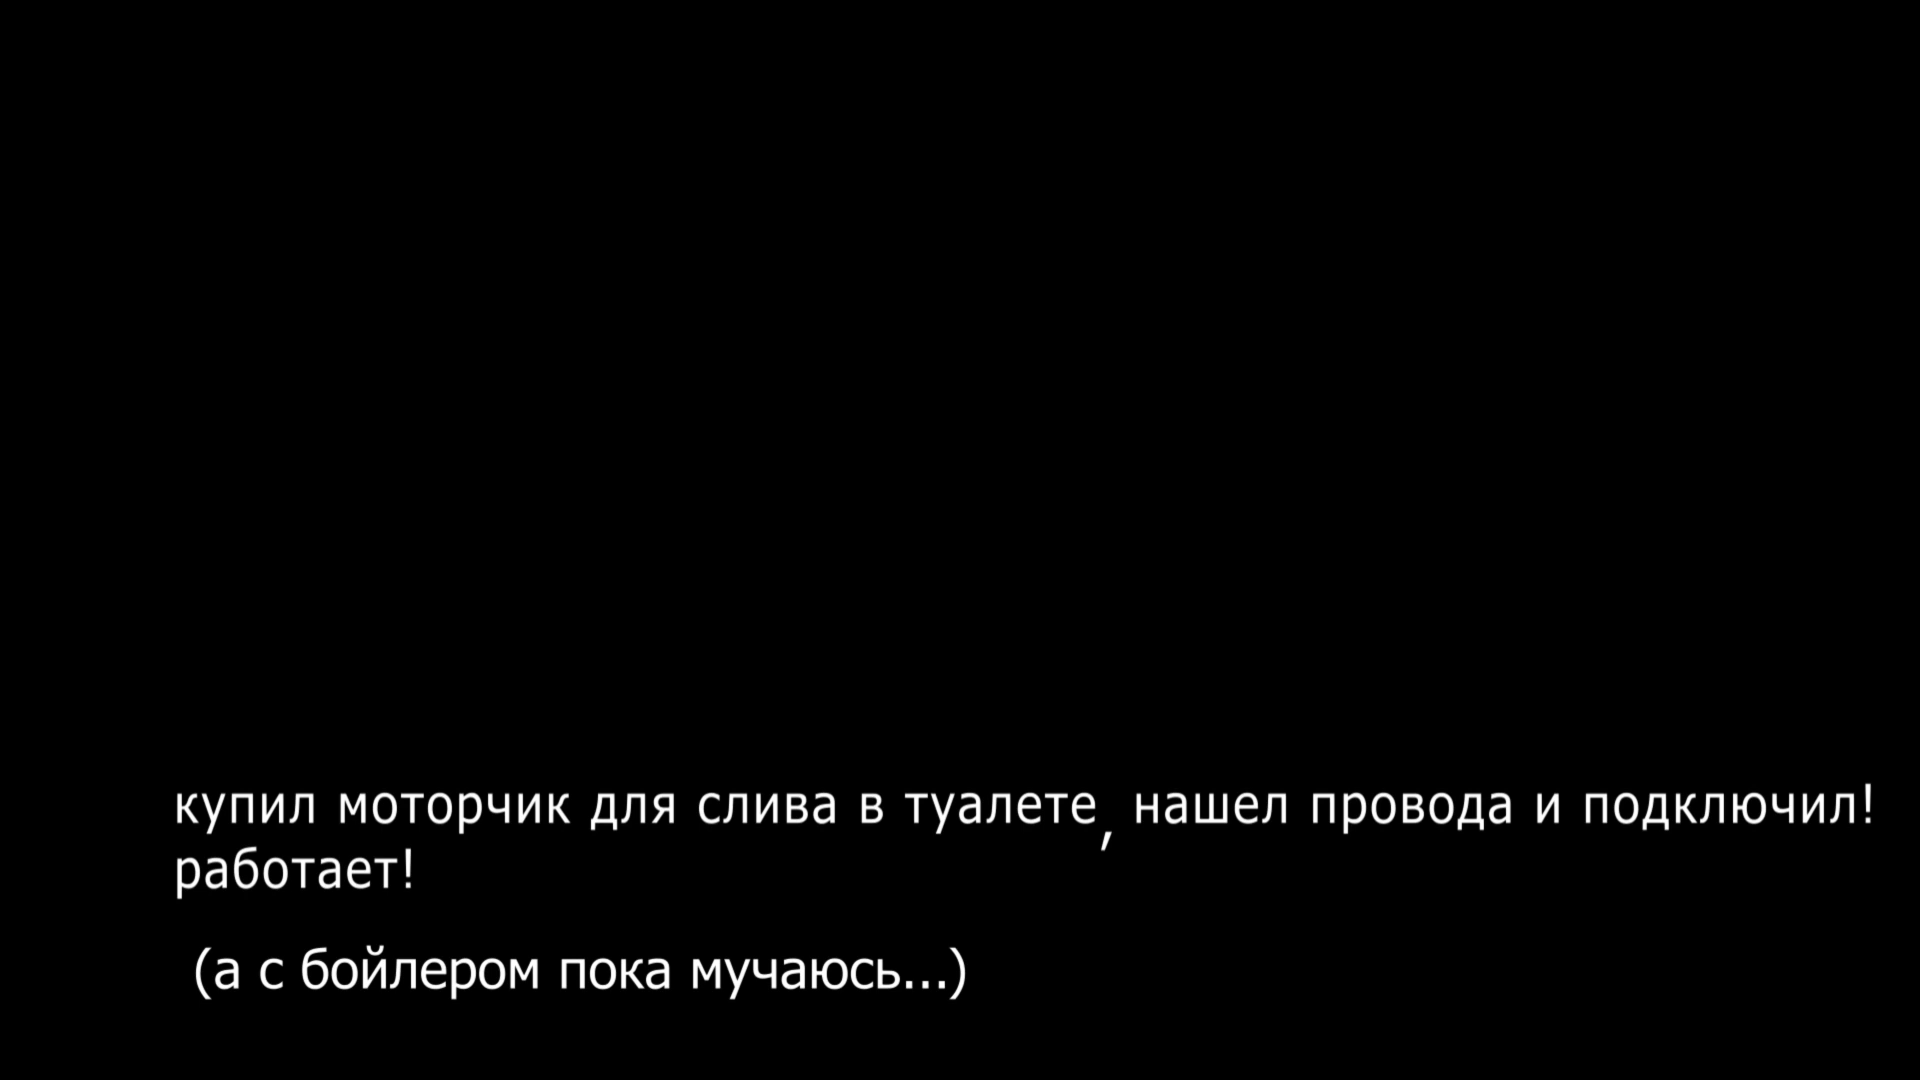 купил моторчик для слива в туалете, нашел провода и подключил!
работает!
(а с бойлером пока мучаюсь...)